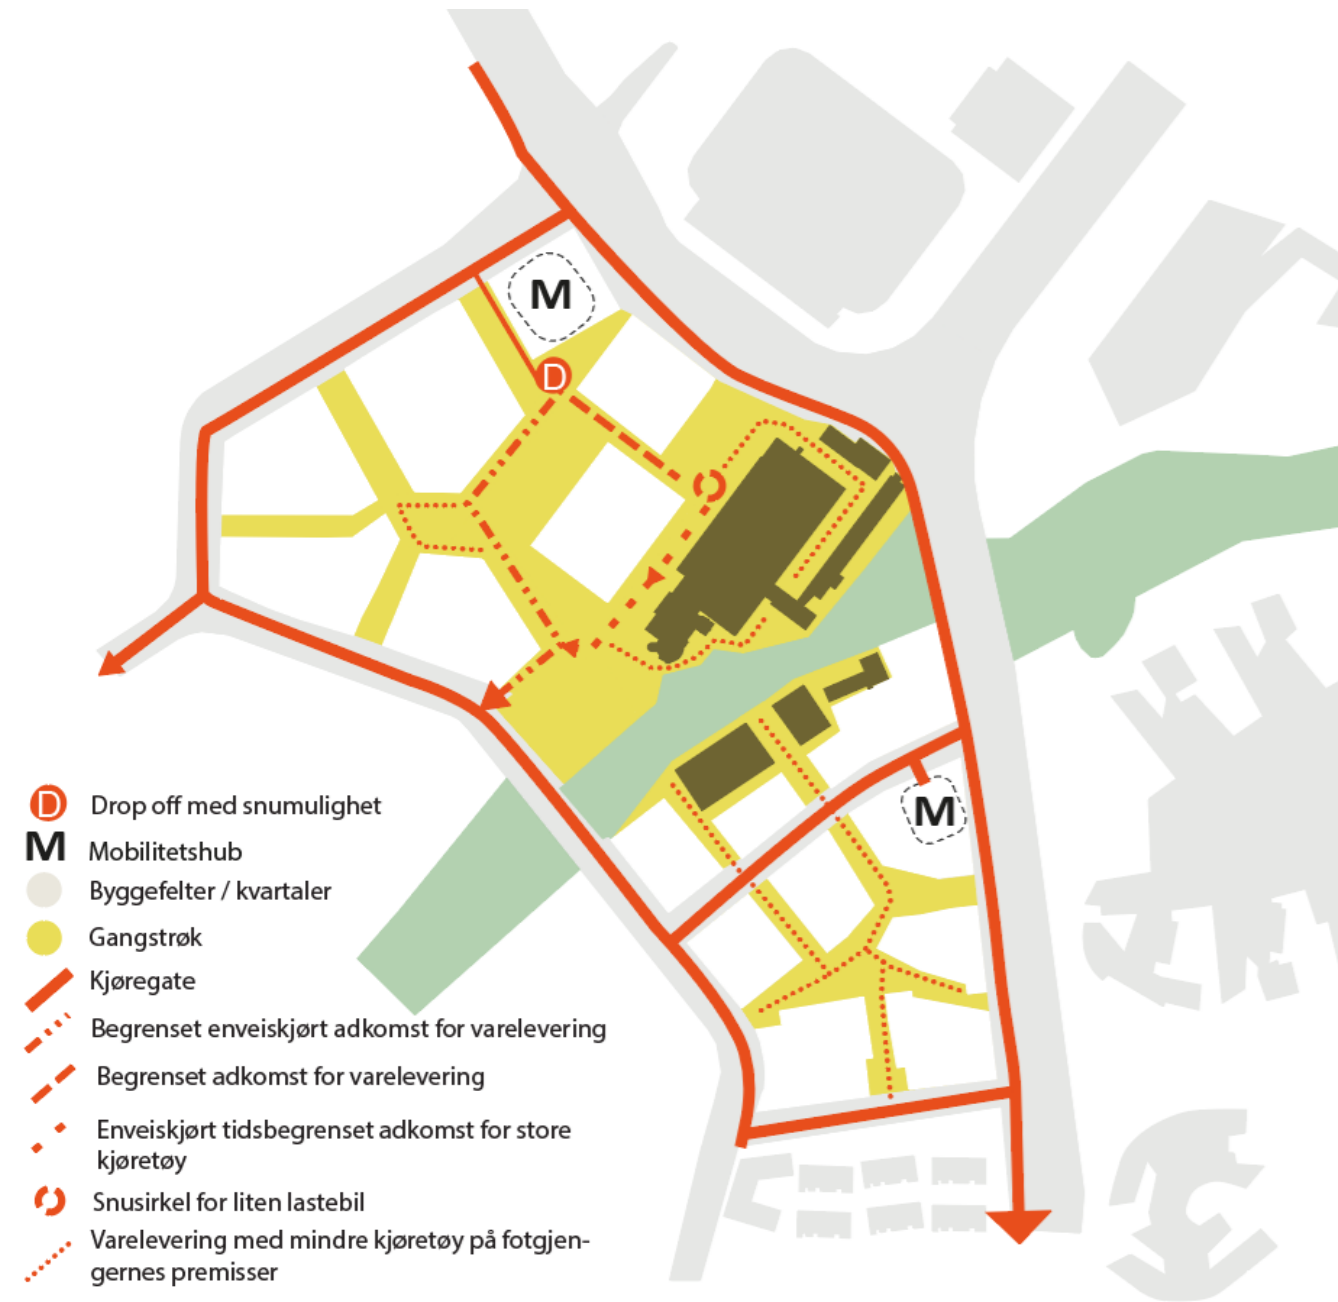 M
D
M
D Drop off med snumulighet
M Mobilitetshub
Byggefelter / kvartaler
Gangstrøk
Kjøregate
Begrenset enveiskjørt adkomst for varelevering
Begrenset adkomst for varelevering
Enveiskjørt tidsbegrenset adkomst for store
kjøretøy
Snusirkel for liten lastebil
Varelevering med mindre kjøretøy på fotgjen-
gernes premisser